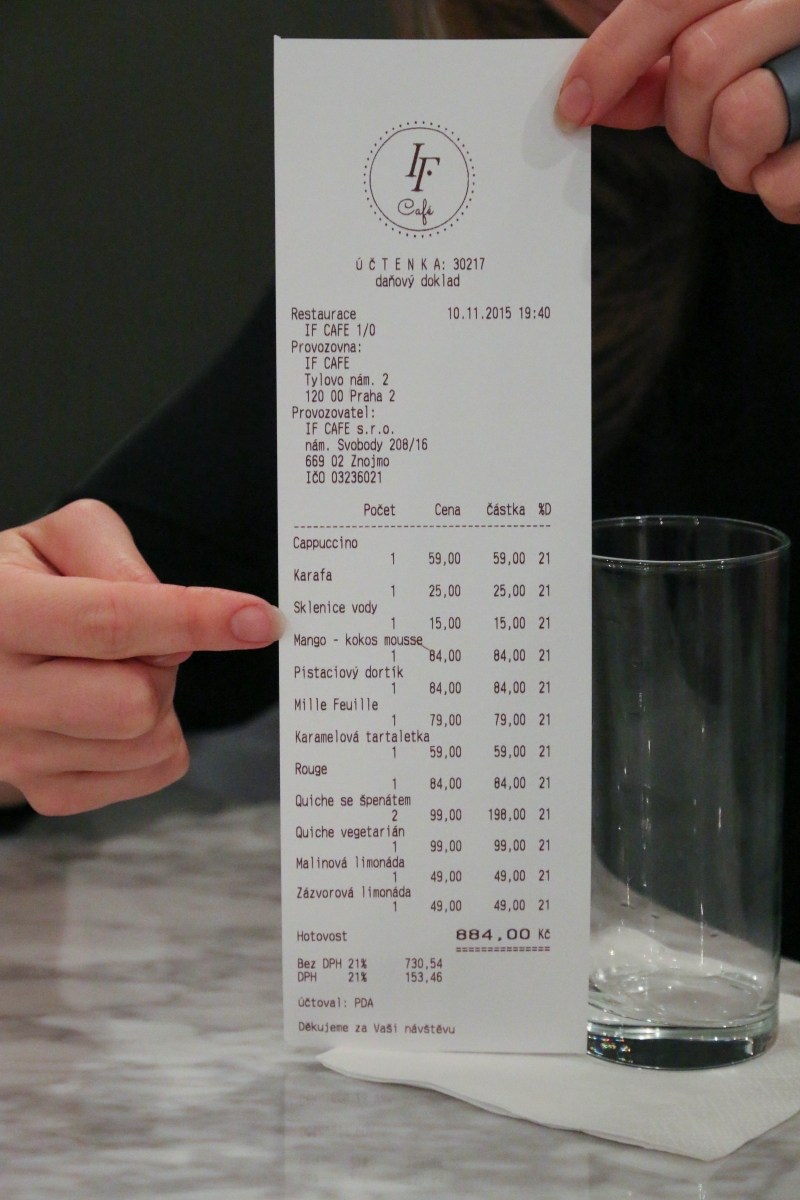 IF
Café
Ú Č T E N K A: 30217
daňový doklad
Restaurace 10.11.2015 19:40
IF CAFE 1/0
Provozovna:
IF CAFE
Tylovo nám. 2
120 00 Praha 2
Provozovatel:
IF CAFE s.r.o.
nám. Svobody 208/16
669 02 Znojmo
IČO 03236021
Počet Cena Částka %D
Cappuccino
1 59,00 59,00 21
Karafa
1 25,00 25,00 21
Sklenice vody
1 15,00 15,00 21
Mango - kokos mousse
1 84,00 84,00 21
Pistaciový dortík
1 84,00 84,00 21
Mille Feuille
1 79,00 79,00 21
Karamelová tartaletka
1 59,00 59,00 21
Rouge
1 84,00 84,00 21
Quiche se špenátem
2 99,00 198,00 21
Quiche vegetarián
1 99,00 99,00 21
Malinová limonáda
1 49,00 49,00 21
Zázvorová limonáda
1 49,00 49,00 21
Hotovost 884,00 Kč
Bez DPH 21% 730,54
DPH 21% 153,46
Účtoval: PDA
Děkujeme za Vaši návštěvu